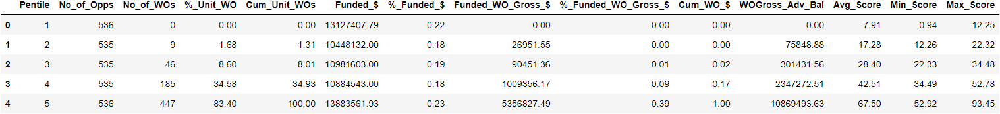 Pentile No_of_Opps No_of_WOs %_Unit_WO Cum_Unit_WOs Funded_$ %_Funded_$ Funded_WO_Gross_$ %_Funded_WO_Gross_$ Cum_WO_$ WOGross_Adv_Bal Avg_Score Min_Score Max_Score
0 1 536 0 0.00 0.00 13127407.79 0.22 0.00 0.00 0.00 0.00 7.91 0.94 12.25
1 2 535 9 1.68 1.31 10448132.00 0.18 26951.55 0.00 0.00 75848.88 17.28 12.26 22.32
2 3 535 46 8.60 8.01 10981603.00 0.19 90451.36 0.01 0.02 301431.56 28.40 22.33 34.48
3 4 535 185 34.58 34.93 10884543.00 0.18 1009356.17 0.09 0.17 2347272.51 42.51 34.49 52.78
4 5 536 447 83.40 100.00 13883561.93 0.23 5356827.49 0.39 1.00 10869493.63 67.50 52.92 93.45